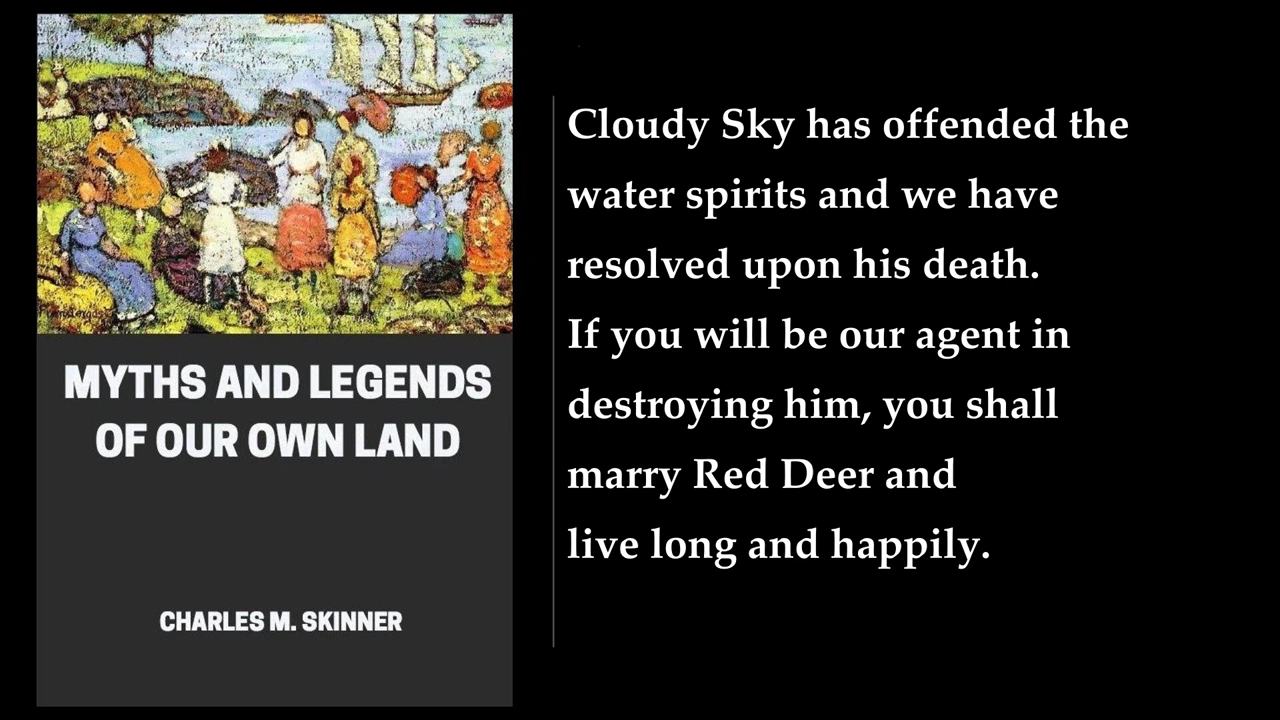 MYTHS AND LEGENDS
OF OUR OWN LAND
CHARLES M. SKINNER
Cloudy Sky has offended the
water spirits and we have
resolved upon his death.
If you will be our agent in
destroying him, you shall
marry Red Deer and
live long and happily.